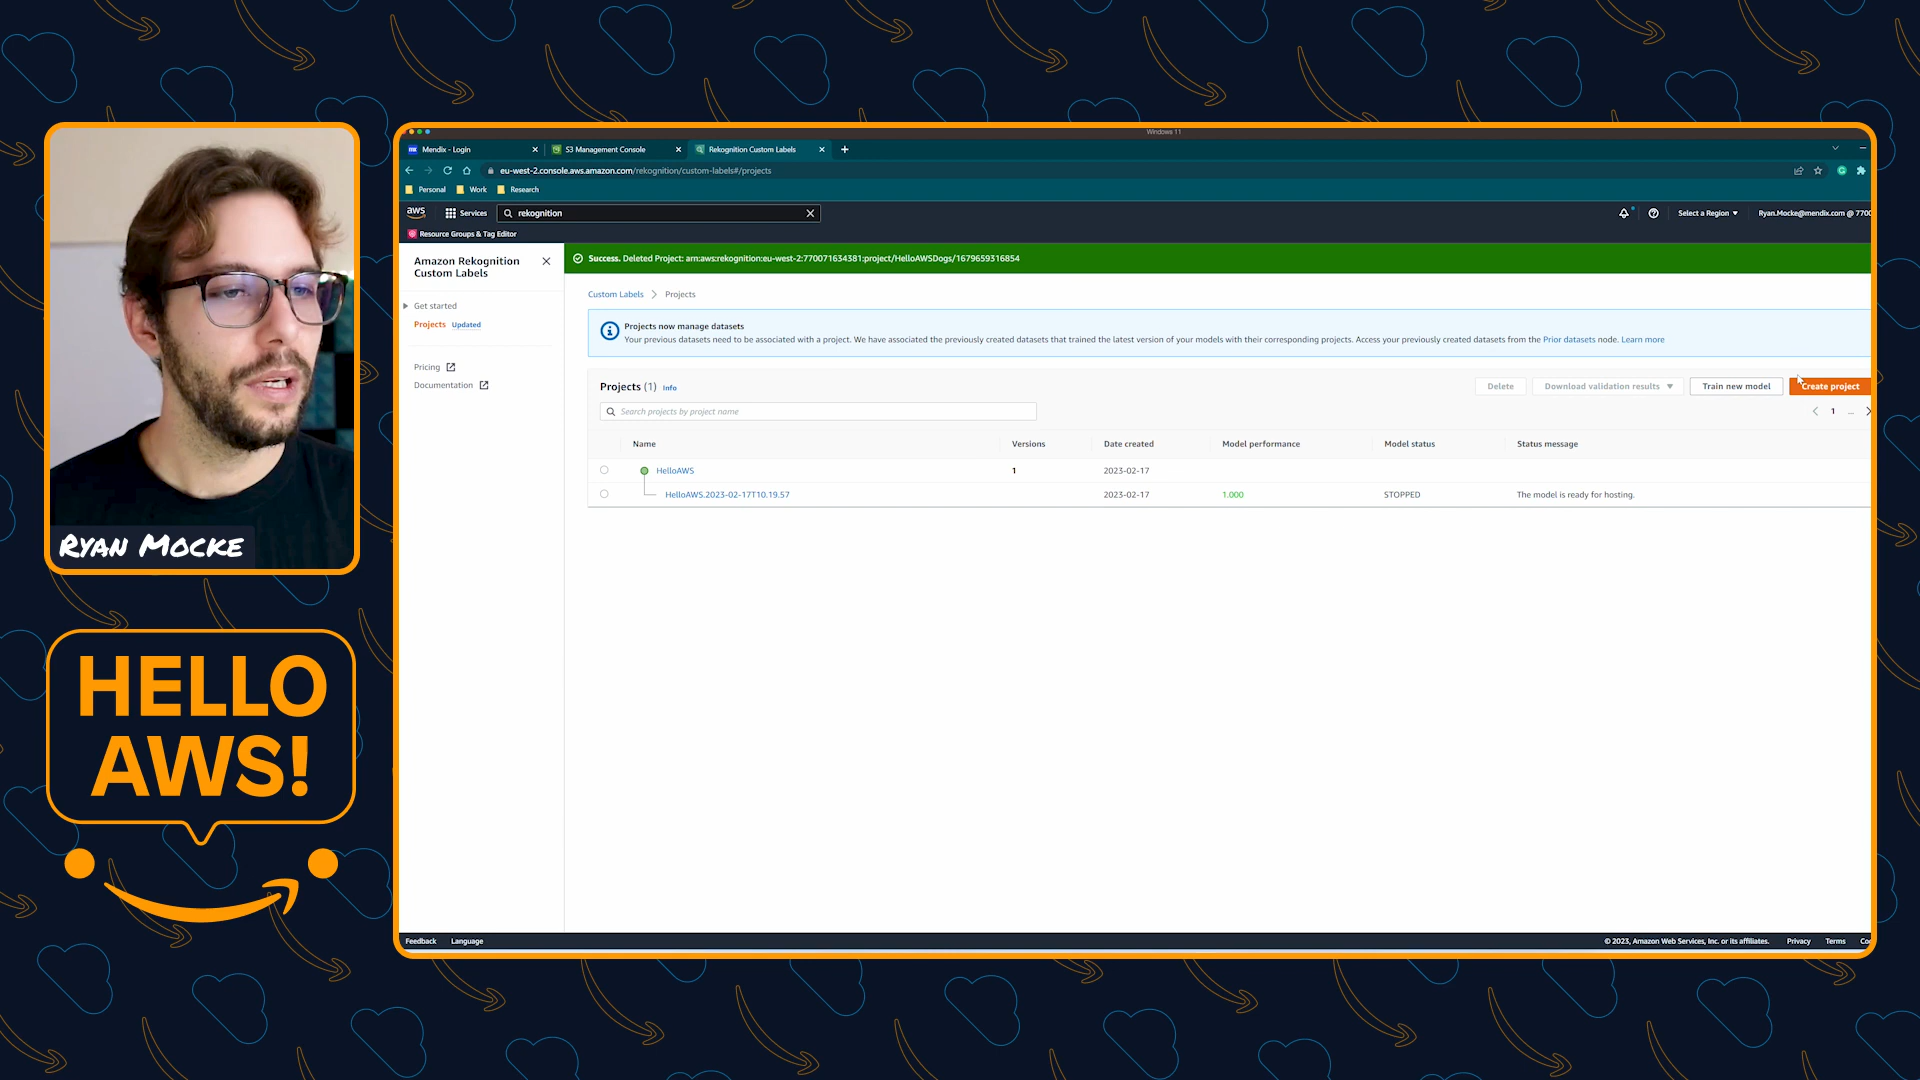 Windows 11
Mendix - Login
S3 Management Console
Rekognition Custom Labels
eu-west-2.console.aws.amazon.com/rekognition/custom-labels#/projects
Personal Work Research
aws Services rekognition Select a Region Ryan.Mocke@mendix.com @ 7700
Resource Groups & Tag Editor
Amazon Rekognition
Custom Labels
Get started
Projects Updated
Pricing
Documentation
Success. Deleted Project: arn:aws:rekognition:eu-west-2:770071634381:project/HelloAWSDogs/1679659316854
Custom Labels Projects
Projects now manage datasets
Your previous datasets need to be associated with a project. We have associated the previously created datasets that trained the latest version of your models with their corresponding projects. Access your previously created datasets from the Prior datasets node. Learn more
Projects (1) Info
Delete Download validation results Train new model Create project
Search projects by project name
1 ...
Name Versions Date created Model performance Model status Status message
HelloAWS 1 2023-02-17
HelloAWS.2023-02-17T10.19.57 2023-02-17 1.000 STOPPED The model is ready for hosting.
Feedback Language © 2023, Amazon Web Services, Inc. or its affiliates. Privacy Terms Co
RYAN MOCKE
HELLO
AWS!